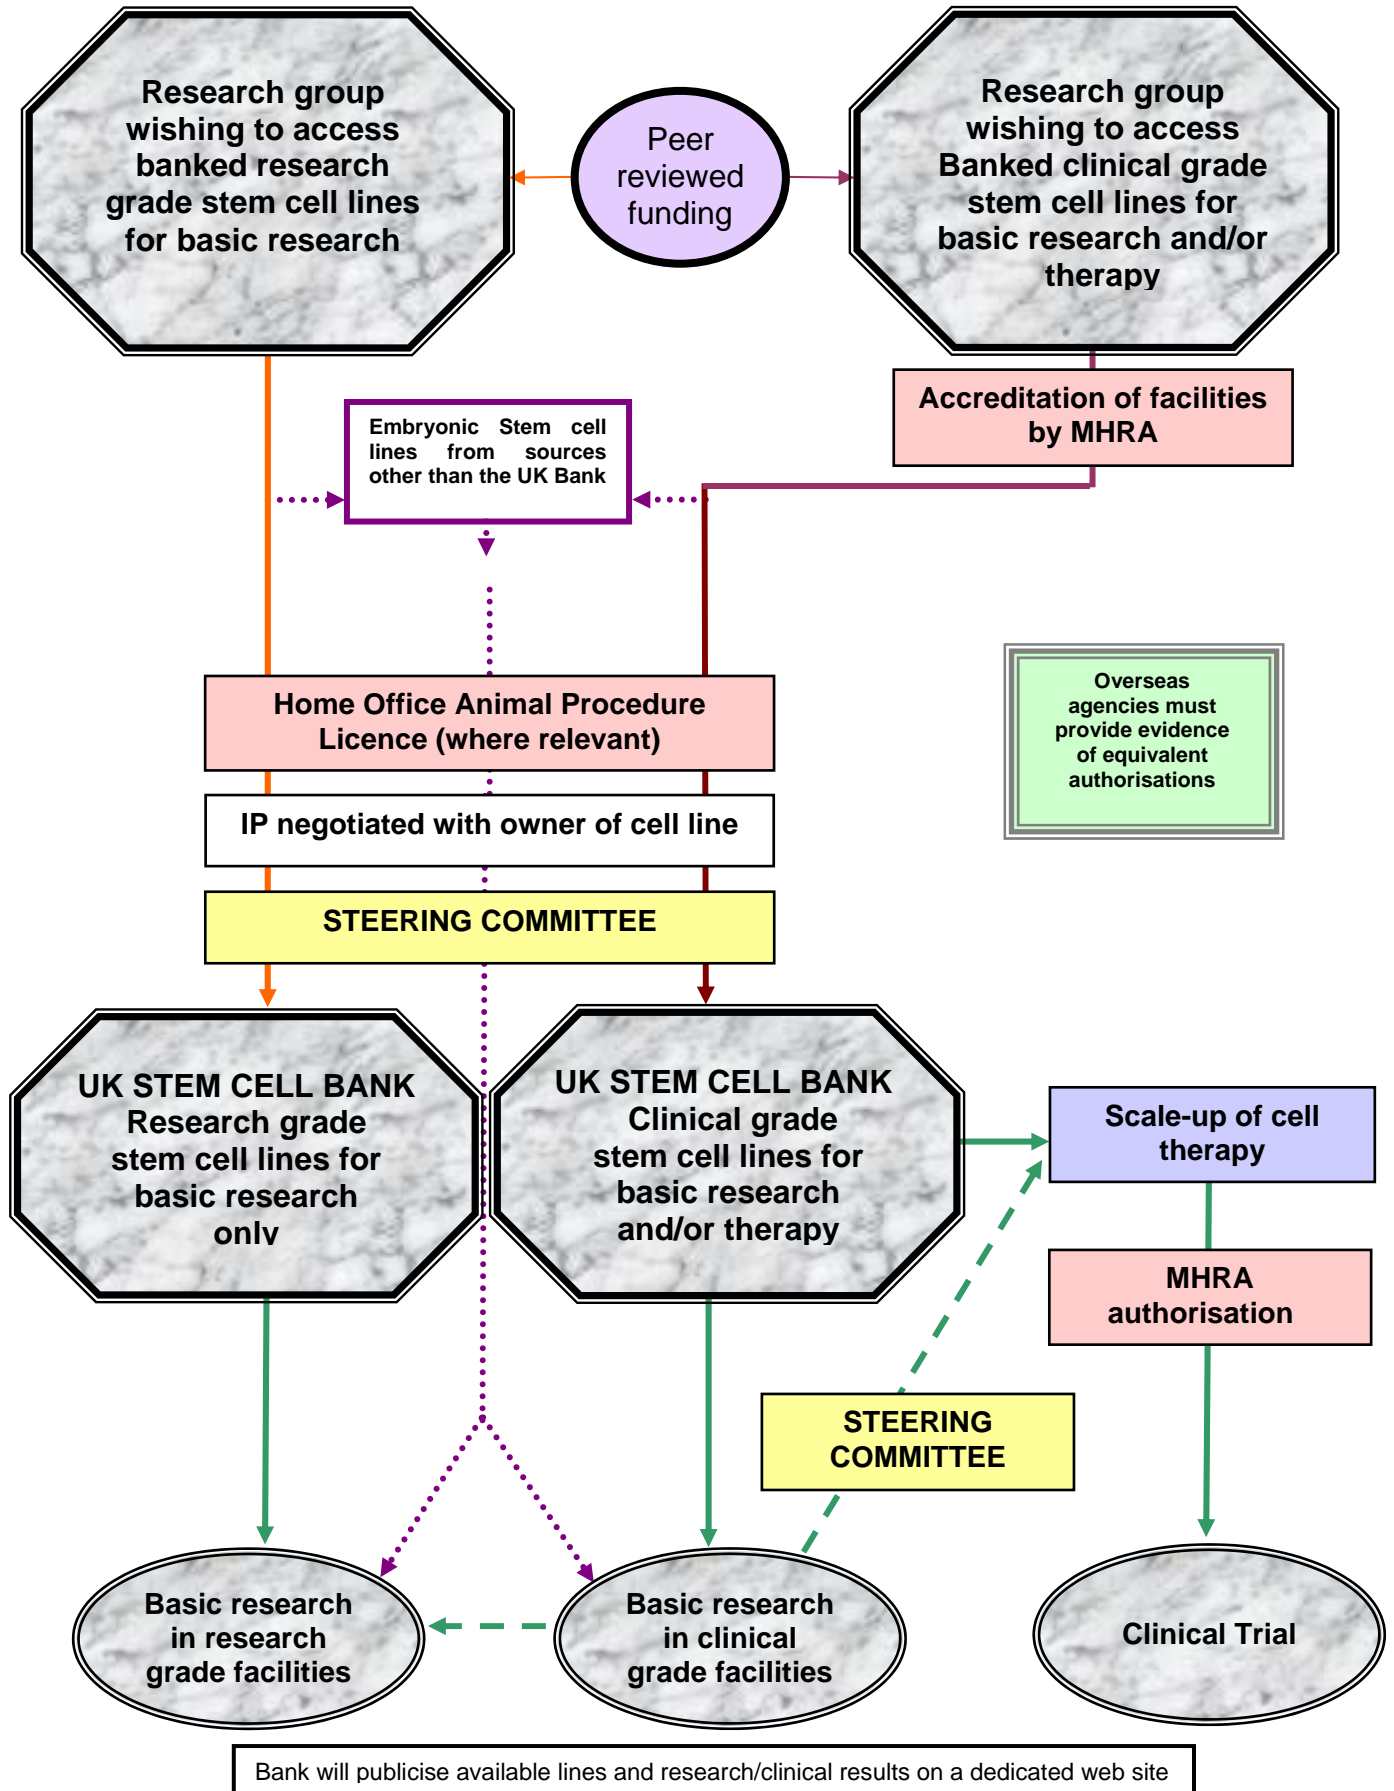 Research group
wishing to access
banked research
grade stem cell lines
for basic research
Peer
reviewed
funding
Research group
wishing to access
Banked clinical grade
stem cell lines for
basic research and/or
therapy
Accreditation of facilities
by MHRA
Embryonic Stem cell
lines from sources
other than the UK Bank
Home Office Animal Procedure
Licence (where relevant)
Overseas
agencies must
provide evidence
of equivalent
authorisations
IP negotiated with owner of cell line
STEERING COMMITTEE
UK STEM CELL BANK
Research grade
stem cell lines for
basic research
only
UK STEM CELL BANK
Clinical grade
stem cell lines for
basic research
and/or therapy
Scale-up of cell
therapy
MHRA
authorisation
STEERING
COMMITTEE
Basic research
in research
grade facilities
Basic research
in clinical
grade facilities
Clinical Trial
Bank will publicise available lines and research/clinical results on a dedicated web site